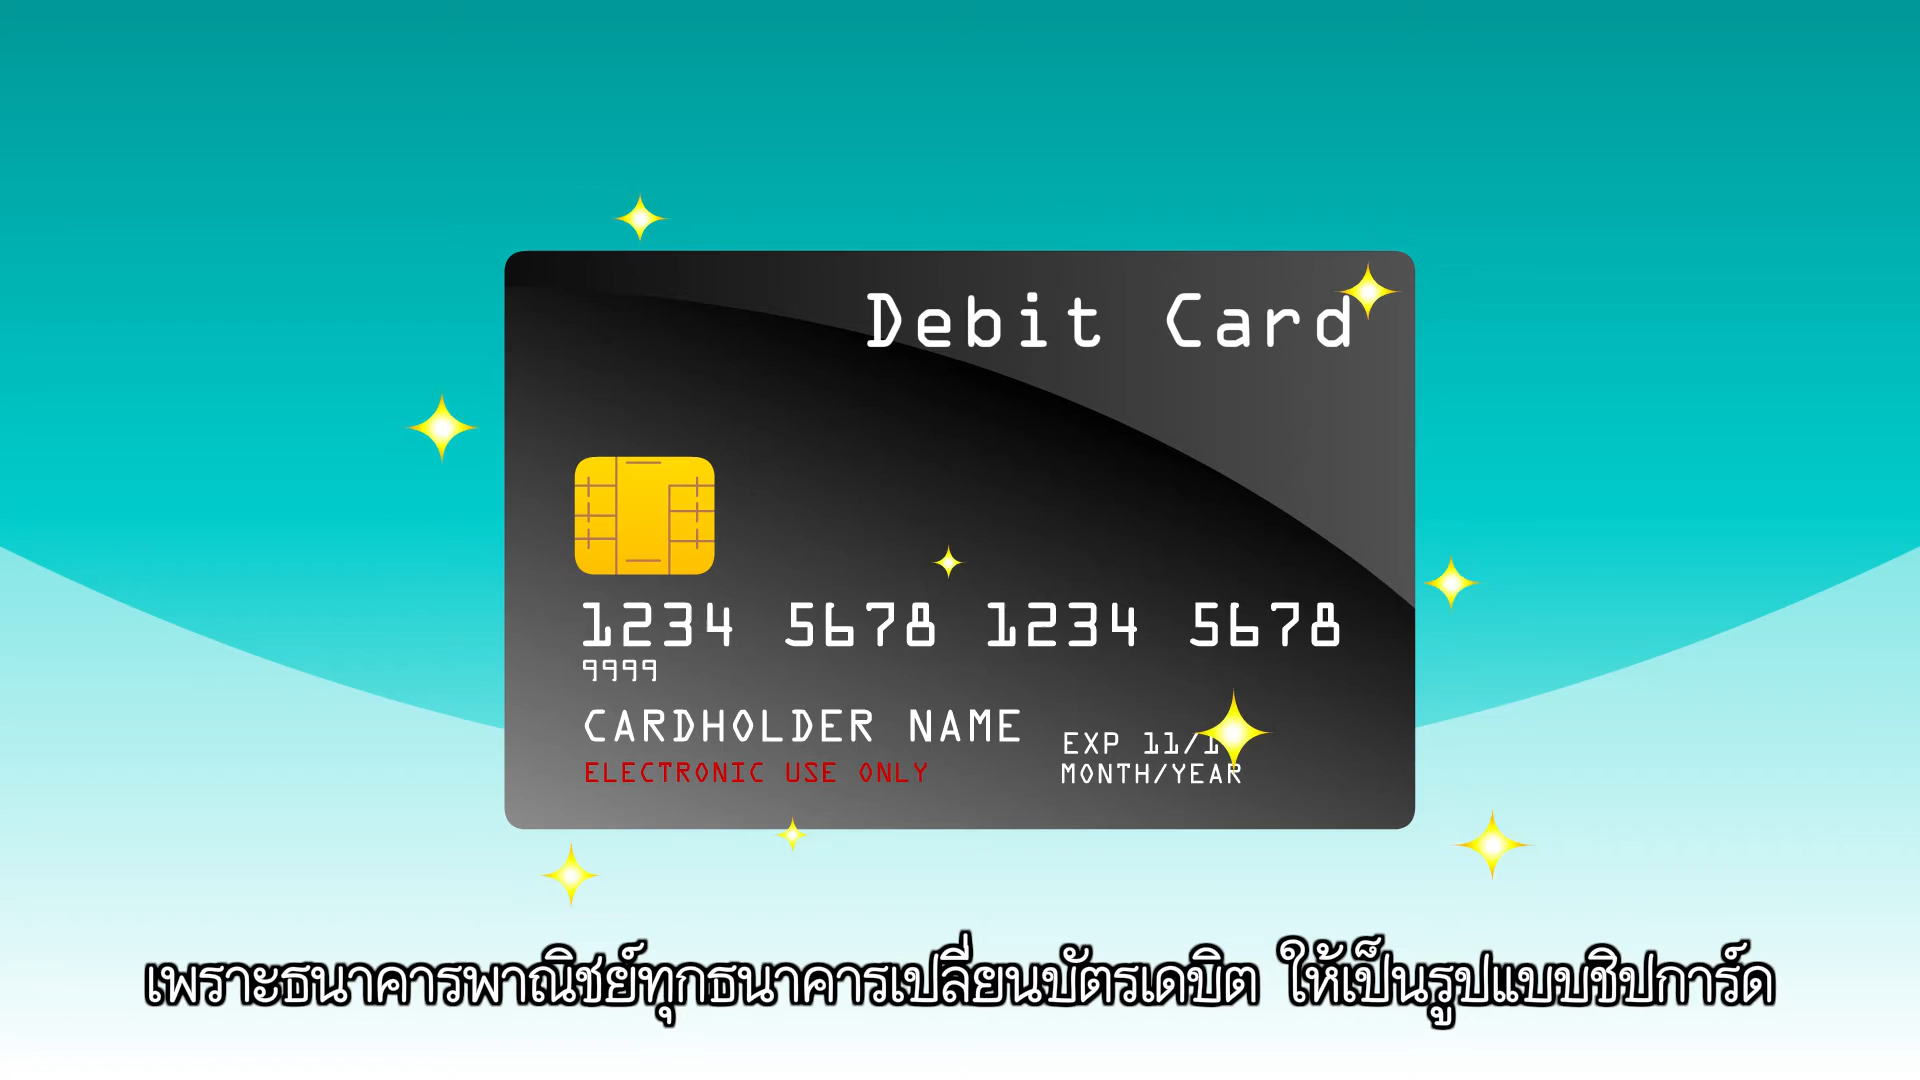 Debit Card
1234 5678 1234 5678
9999
CARDHOLDER NAME
EXP 11/1
ELECTRONIC USE ONLY
MONTH/YEAR
เพราะธนาคารพาณิชย์ทุกธนาคารเปลี่ยนบัตรเดบิต ให้เป็นรูปแบบชิปการ์ด